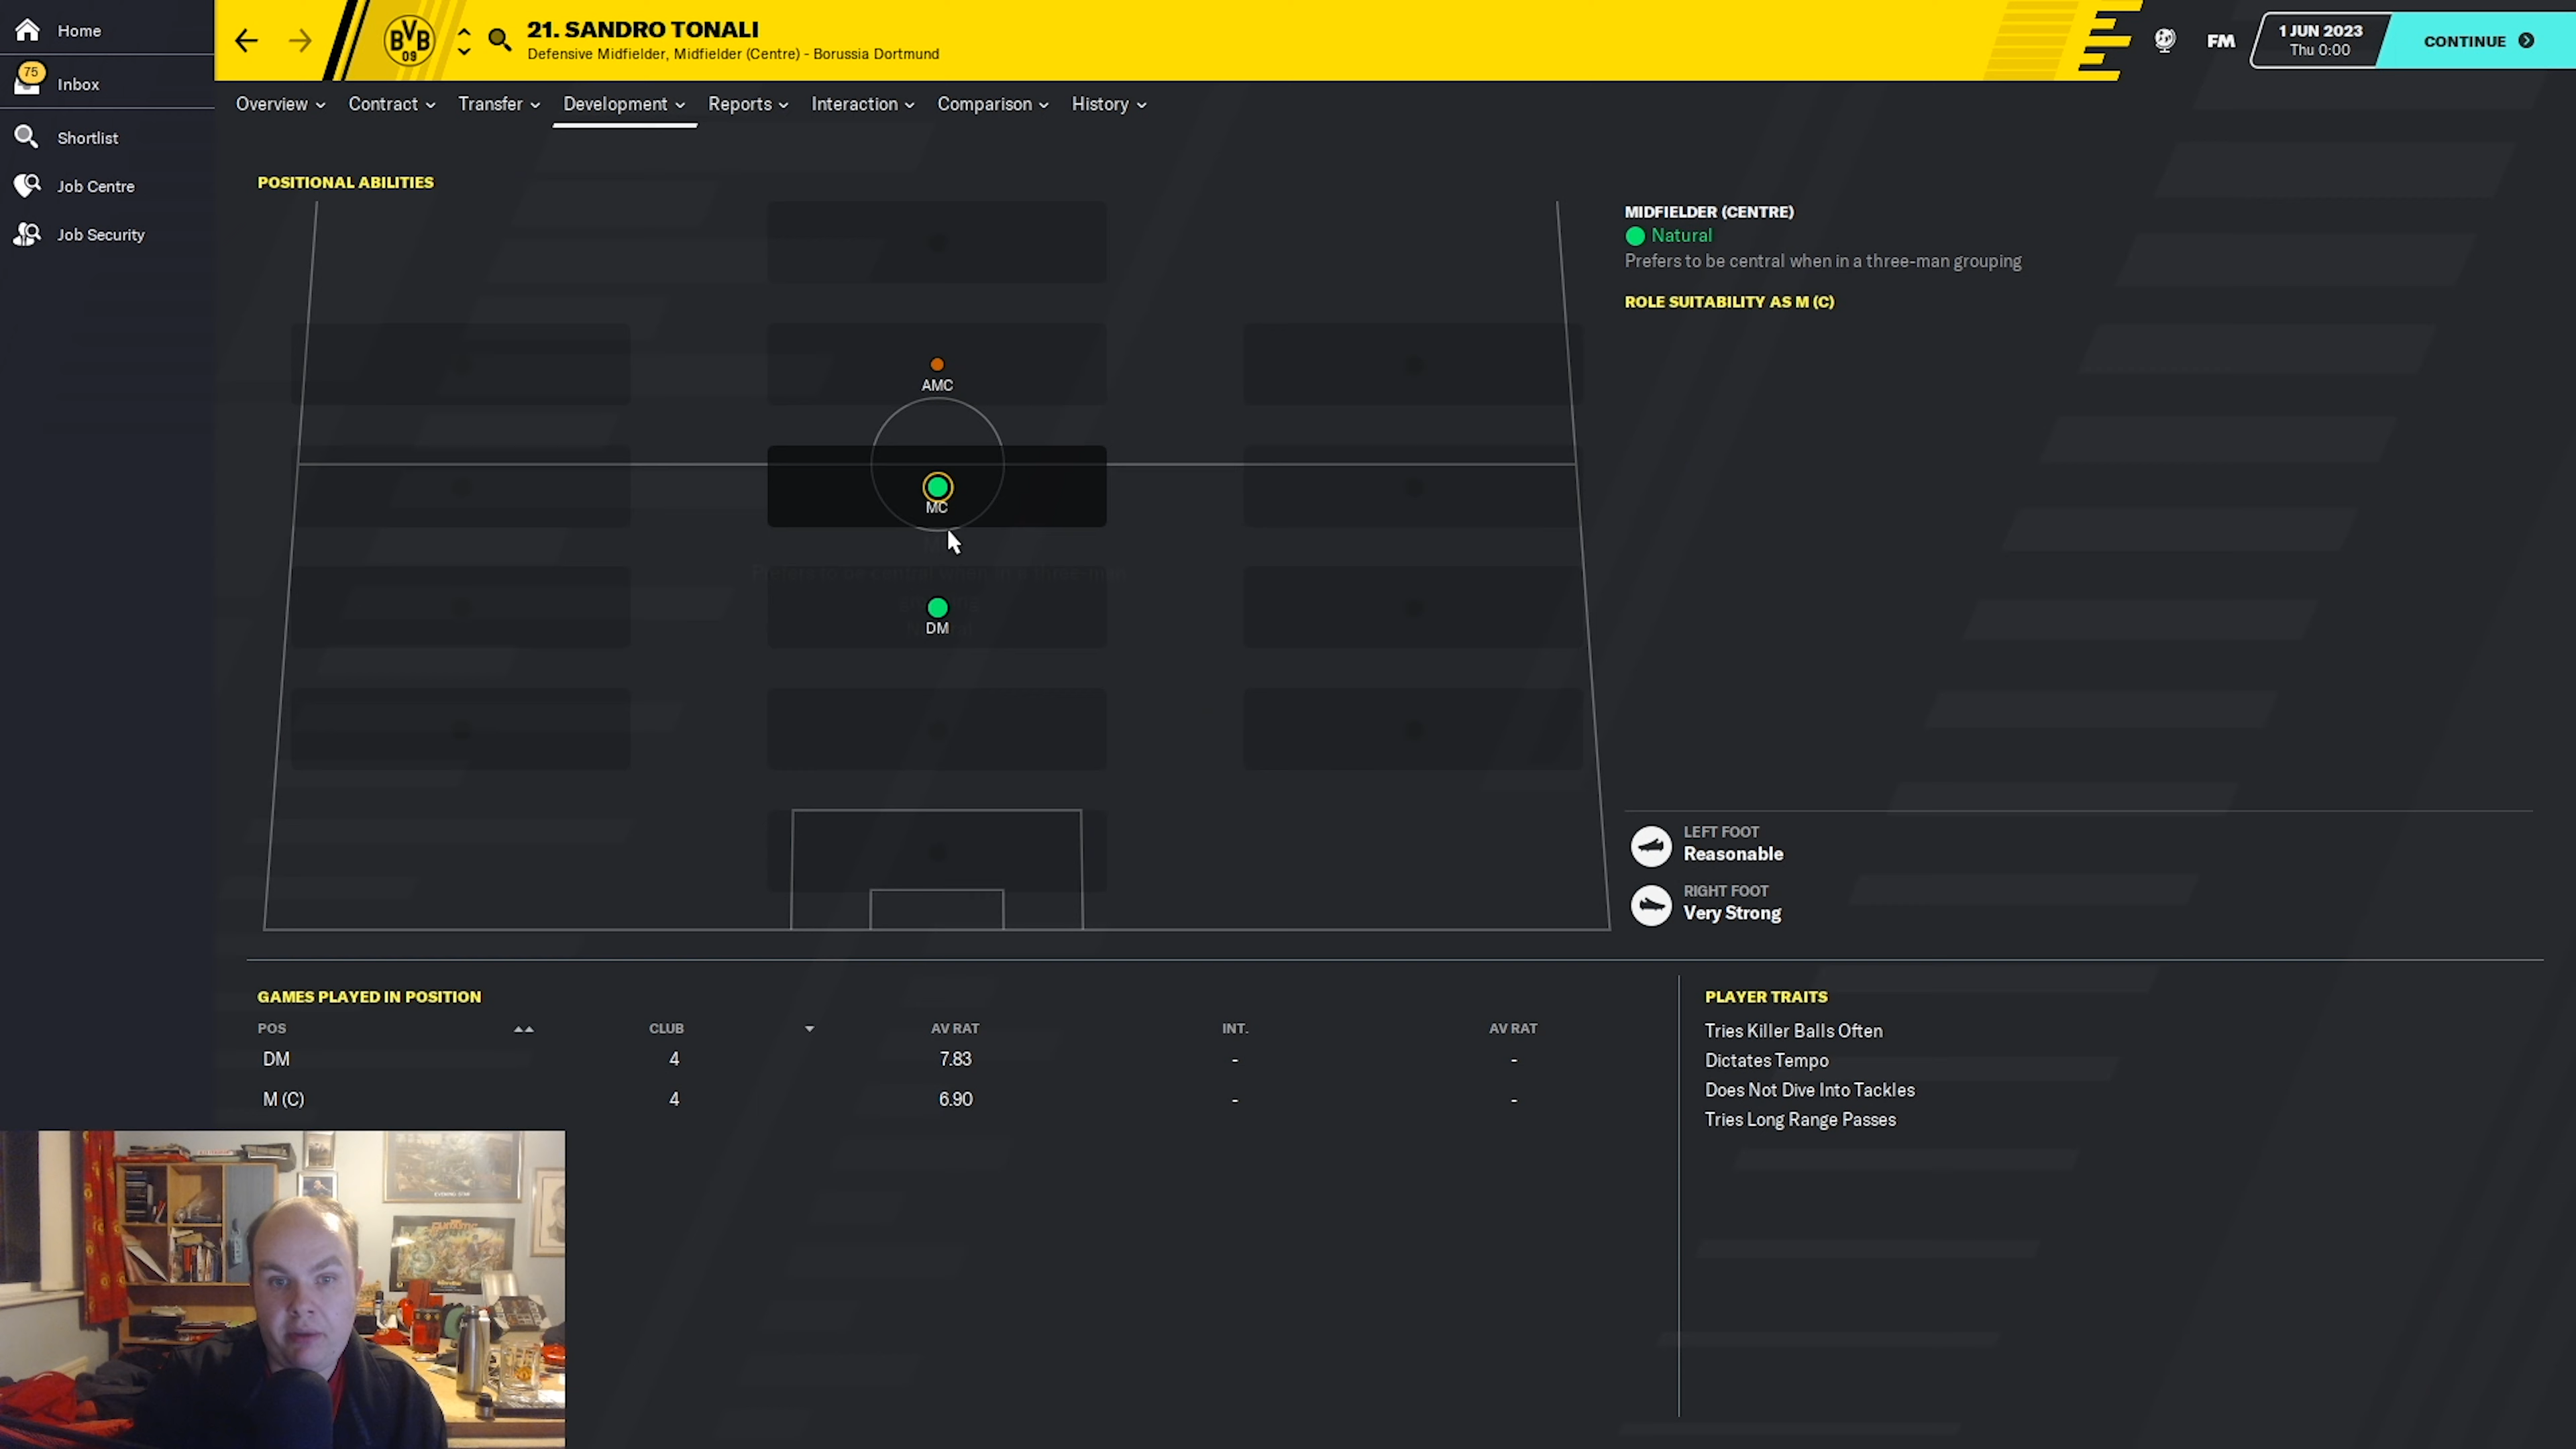 Home
75
Inbox
Shortlist
Job Centre
Job Security
BVB
09
21. SANDRO TONALI
Defensive Midfielder, Midfielder (Centre) - Borussia Dortmund
FM
1 JUN 2023
Thu 0:00
CONTINUE
Overview
Contract
Transfer
Development
Reports
Interaction
Comparison
History
POSITIONAL ABILITIES
AMC
MC
DM
MIDFIELDER (CENTRE)
Natural
Prefers to be central when in a three-man grouping
ROLE SUITABILITY AS M (C)
LEFT FOOT
Reasonable
RIGHT FOOT
Very Strong
GAMES PLAYED IN POSITION
POS CLUB AV RAT INT. AV RAT
DM 4 7.83 - -
M (C) 4 6.90 - -
PLAYER TRAITS
Tries Killer Balls Often
Dictates Tempo
Does Not Dive Into Tackles
Tries Long Range Passes